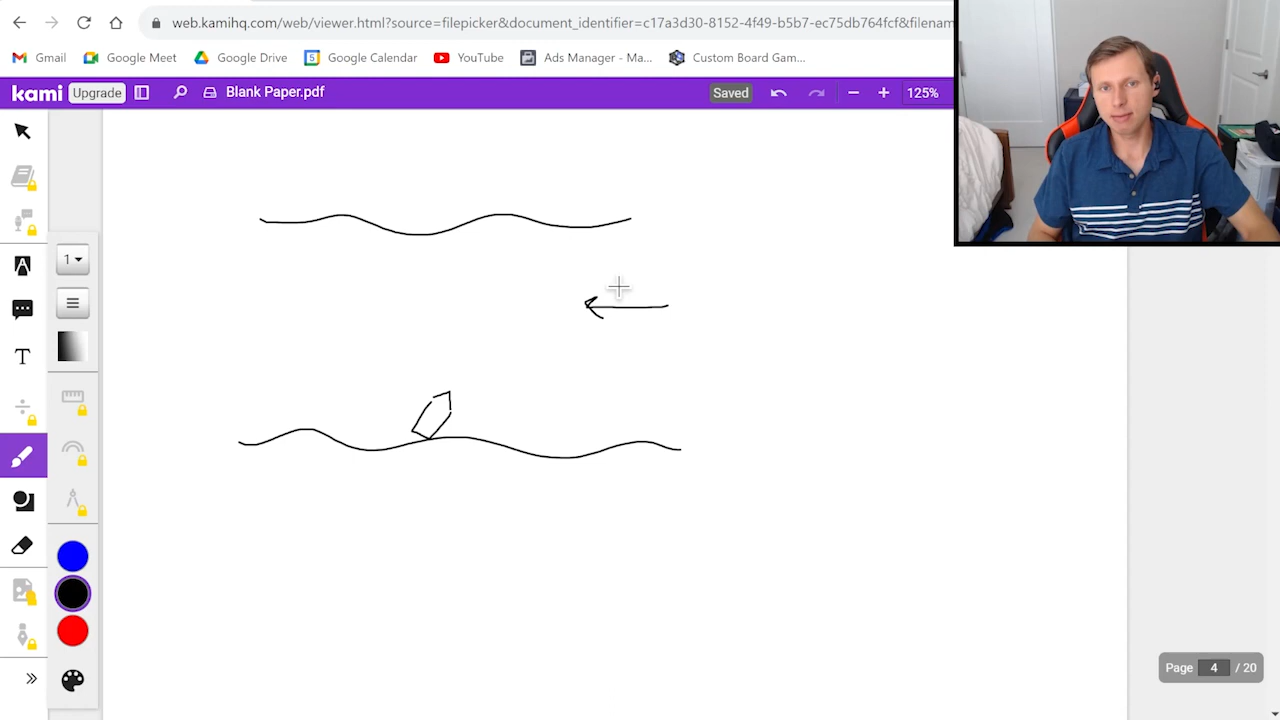 web.kamihq.com/web/viewer.html?source=filepicker&document_identifier=c17a3d30-8152-4f49-b5b7-ec75db764fcf&filenam
Gmail
Google Meet
Google Drive
5
Google Calendar
YouTube
Ads Manager - Ma...
Custom Board Gam...
kami
Upgrade
Blank Paper.pdf
Saved
125%
1
T
Page 4 / 20